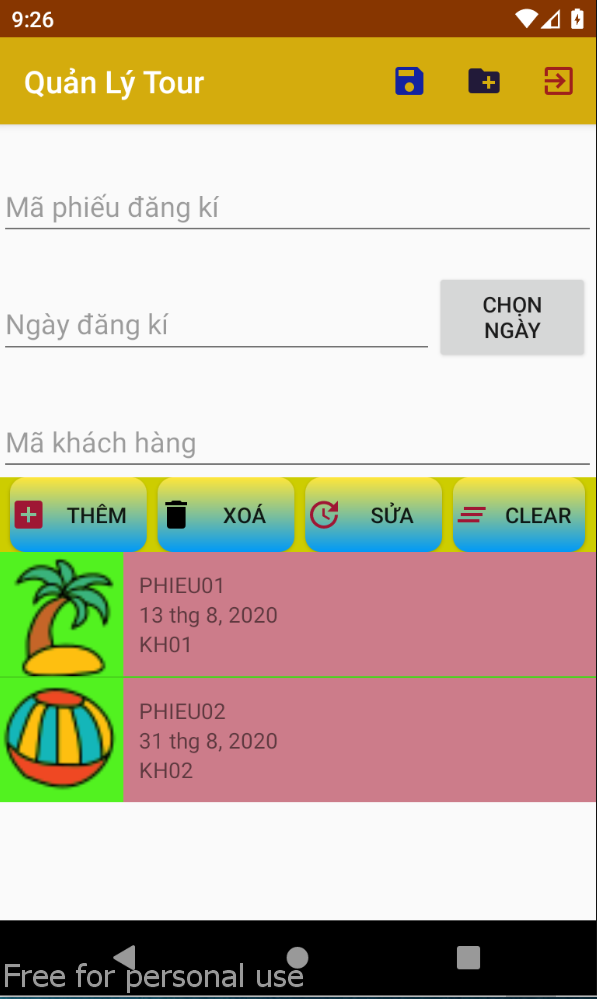 9:26
Quản Lý Tour
Mã phiếu đăng kí
Ngày đăng kí
CHỌN
NGÀY
Mã khách hàng
THÊM XOÁ SỬA CLEAR
PHIEU01
13 thg 8, 2020
KH01
PHIEU02
31 thg 8, 2020
KH02
Free for personal use